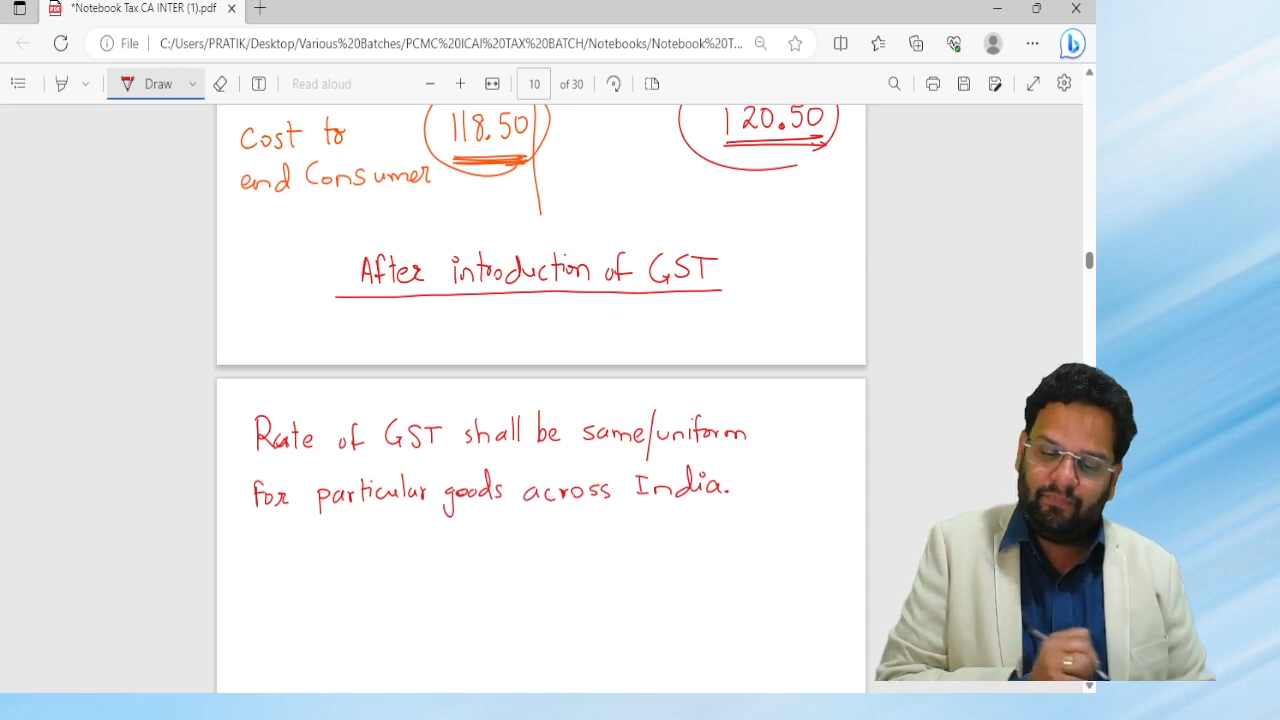 *Notebook Tax CA INTER (1).pdf
File
C:/Users/PRATIK/Desktop/Various%20Batches/PCMC%20ICAI%20TAX%20BATCH/Notebooks/Notebook%20T...
Draw
Read aloud
10
of 30
118.50
120.50
Cost to
end Consumer
After introduction of GST
Rate of GST shall be same/uniform
for particular goods across India.